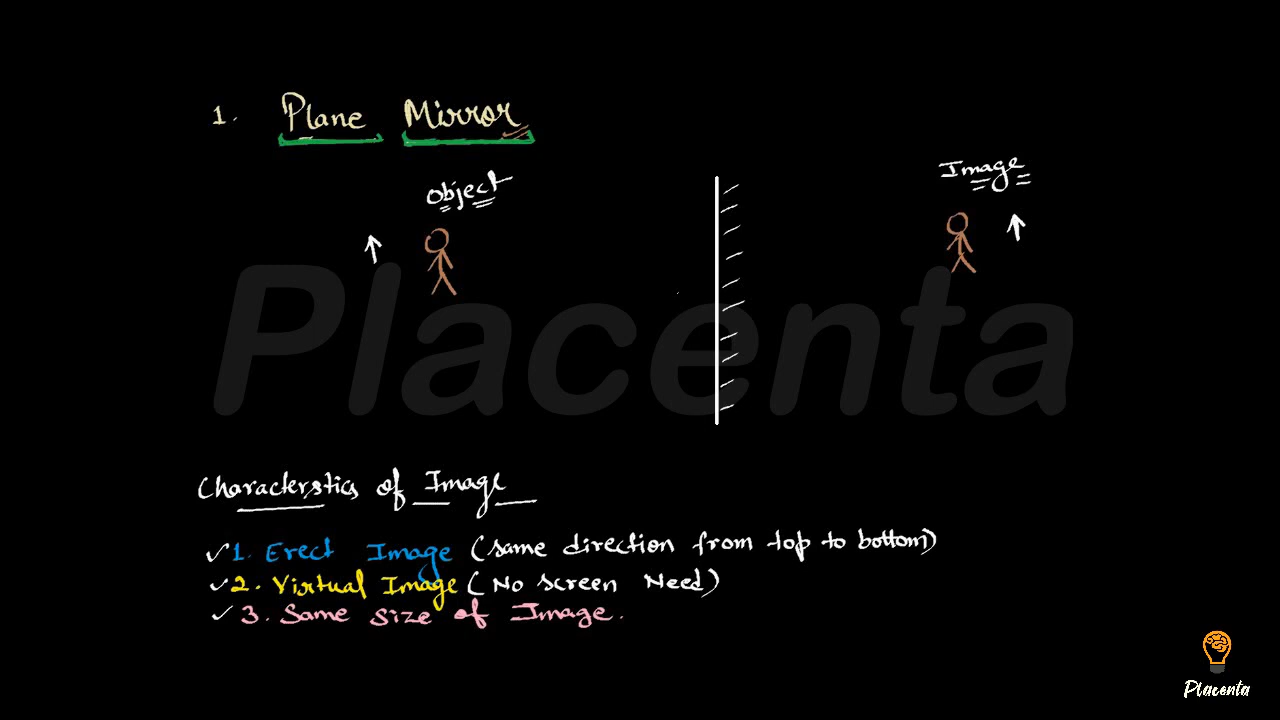 1. Plane Mirror
Image
Object
Placenta
Characterstics of Image
1. Erect Image (same direction from top to bottom)
2. Virtual Image (No screen Need)
3. Same size of Image.
Placenta